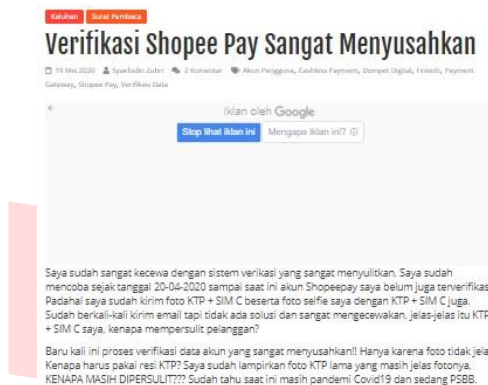 Keluhan Surat Pembaca
Verifikasi Shopee Pay Sangat Menyusahkan
19 Mei 2020 Syaefudin Zuhri 2 Komentar Akun Pengguna, Cashless Payment, Dompet Digital, Fintech, Payment
Gateway, Shopee Pay, Verifikasi Data
Iklan oleh Google
Stop lihat iklan ini Mengapa iklan ini?
Saya sudah sangat kecewa dengan sistem verikasi yang sangat menyulitkan. Saya sudah
mencoba sejak tanggal 20-04-2020 sampai saat ini akun Shopeepay saya belum juga terverifikas
Padahal saya sudah kirim foto KTP + SIM C beserta foto selfie saya dengan KTP + SIM C juga.
Sudah berkali-kali kirim email tapi tidak ada solusi dan sangat mengecewakan, jelas-jelas itu KTP
+ SIM C saya, kenapa mempersulit pelanggan?
Baru kali ini proses verifikasi data akun yang sangat menyusahkan!! Hanya karena foto tidak jela
Kenapa harus pakai resi KTP? Saya sudah lampirkan foto KTP lama yang masih jelas fotonya,
KENAPA MASIH DIPERSULIT??? Sudah tahu saat ini masih pandemi Covid19 dan sedang PSBB.